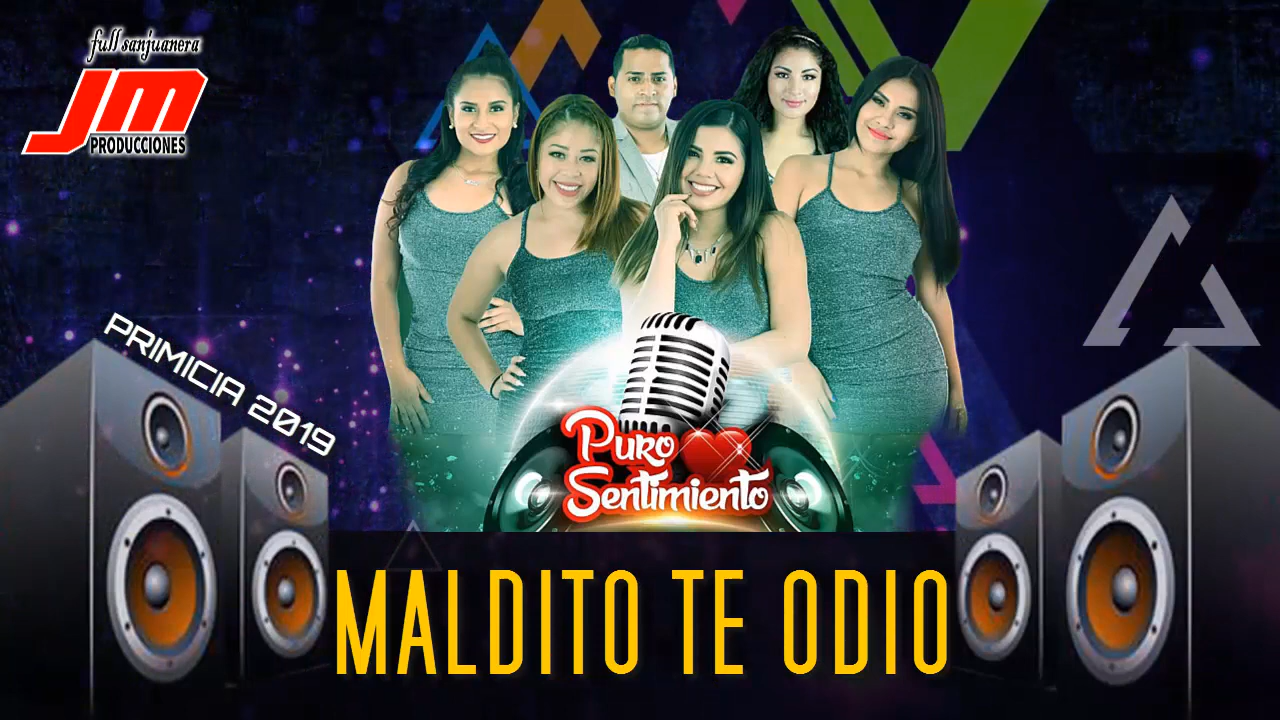 full sanjuanera
JM
PRODUCCIONES
PRIMICIA 2019
PURO
Sentimiento
MALDITO TE ODIO